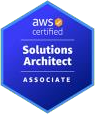 aws
certified
Solutions
Architect
ASSOCIATE